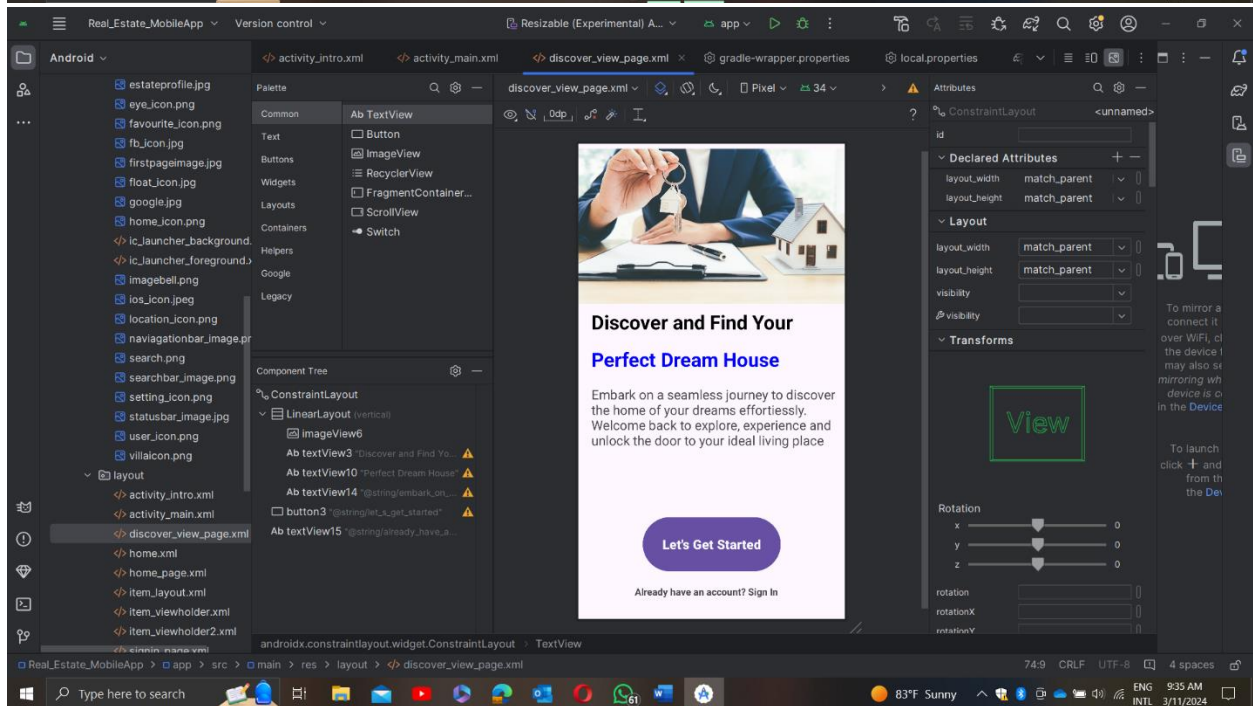 Real_Estate_MobileApp Version control Resizable (Experimental) A... app
Android
activity_intro.xml activity_main.xml discover_view_page.xml gradle-wrapper.properties local.properties
estateprofile.jpg
eye_icon.png
favourite_icon.png
fb_icon.jpg
firstpageimage.jpg
float_icon.jpg
google.jpg
home_icon.png
ic_launcher_background.
ic_launcher_foreground.
imagebell.png
ios_icon.jpeg
location_icon.png
naviagationbar_image.pr
search.png
searchbar_image.png
setting_icon.png
statusbar_image.jpg
user_icon.png
villaicon.png
layout
activity_intro.xml
activity_main.xml
discover_view_page.xml
home.xml
home_page.xml
item_layout.xml
item_viewholder.xml
item_viewholder2.xml
signin_page.xml
Palette
Common
Text
Buttons
Widgets
Layouts
Containers
Helpers
Google
Legacy
Ab TextView
Button
ImageView
RecyclerView
FragmentContainer...
ScrollView
Switch
Component Tree
ConstraintLayout
LinearLayout (vertical)
imageView6
Ab textView3 "Discover and Find Yo...
Ab textView10 "Perfect Dream House"
Ab textView14 "@string/embark_on_...
button3 "@string/let_s_get_started"
Ab textView15 "@string/already_have_a...
discover_view_page.xml Pixel 34
0dp
Discover and Find Your
Perfect Dream House
Embark on a seamless journey to discover
the home of your dreams effortlessly.
Welcome back to explore, experience and
unlock the door to your ideal living place
Let's Get Started
Already have an account? Sign In
Attributes
ConstraintLayout <unnamed>
id
Declared Attributes
layout_width match_parent
layout_height match_parent
Layout
layout_width match_parent
layout_height match_parent
visibility
visibility
Transforms
View
Rotation
x 0
y 0
z 0
rotation
rotationX
rotationY
To mirror a
connect it
over WiFi, cl
the device
may also se
mirroring wh
device is c
in the Device
To launch
click + and
from th
the Dev
androidx.constraintlayout.widget.ConstraintLayout > TextView
Real_Estate_MobileApp > app > src > main > res > layout > discover_view_page.xml
74:9 CRLF UTF-8 4 spaces
Type here to search
61
83°F Sunny
ENG
INTL
9:35 AM
3/11/2024